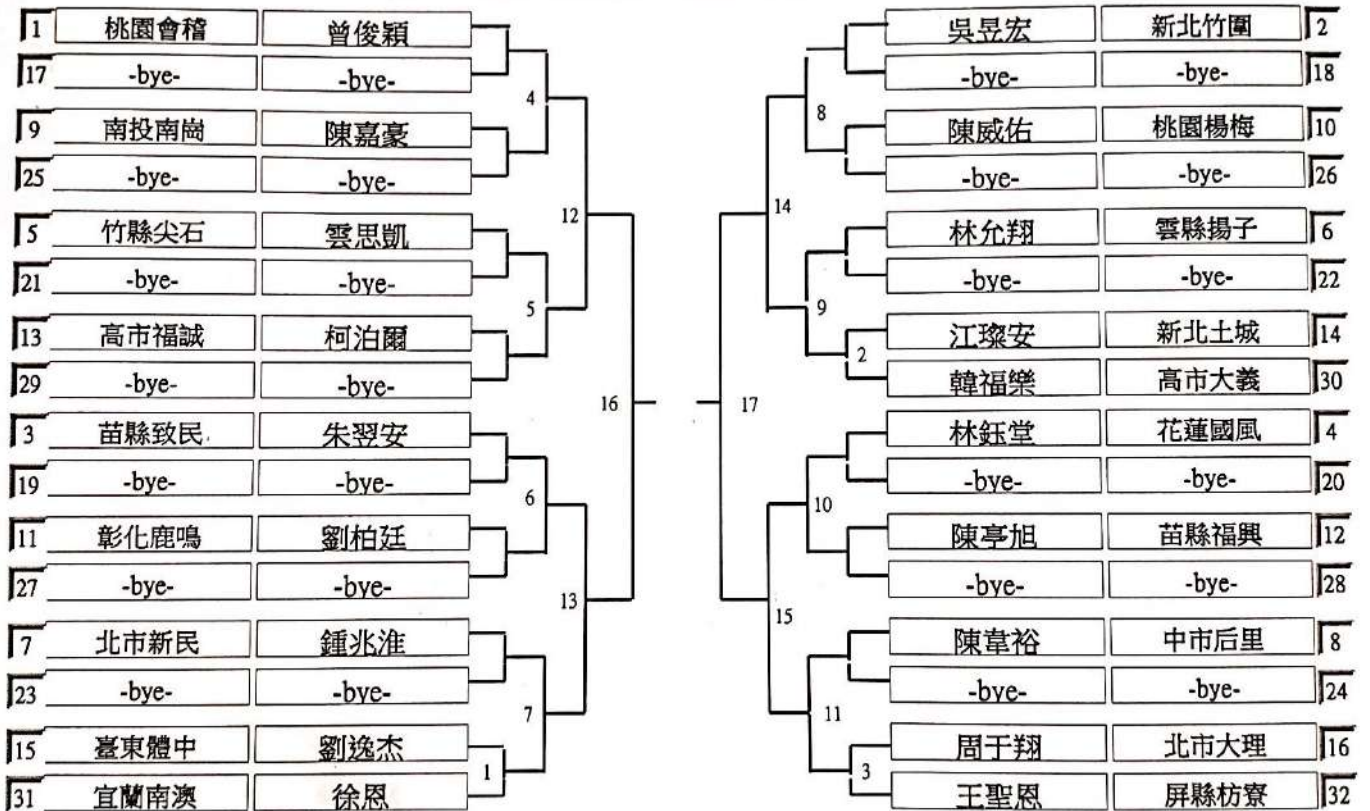 1 桃園會稽 曾俊穎
17 -bye- -bye-
4
9 南投南崗 陳嘉豪
25 -bye- -bye-
12
5 竹縣尖石 雲思凱
21 -bye- -bye-
5
13 高市福誠 柯泊爾
29 -bye- -bye-
16
3 苗縣致民 朱翌安
19 -bye- -bye-
6
11 彰化鹿鳴 劉柏廷
27 -bye- -bye-
13
7 北市新民 鍾兆淮
23 -bye- -bye-
7
15 臺東體中 劉逸杰
1
31 宜蘭南澳 徐恩
吳昱宏 新北竹圍 2
-bye- -bye- 18
8
陳威佑 桃園楊梅 10
-bye- -bye- 26
14
林允翔 雲縣揚子 6
-bye- -bye- 22
9
江璨安 新北土城 14
2
韓福樂 高市大義 30
17
林鈺堂 花蓮國風 4
-bye- -bye- 20
10
陳亭旭 苗縣福興 12
-bye- -bye- 28
15
陳韋裕 中市后里 8
-bye- -bye- 24
11
周于翔 北市大理 16
3
王聖恩 屏縣枋寮 32